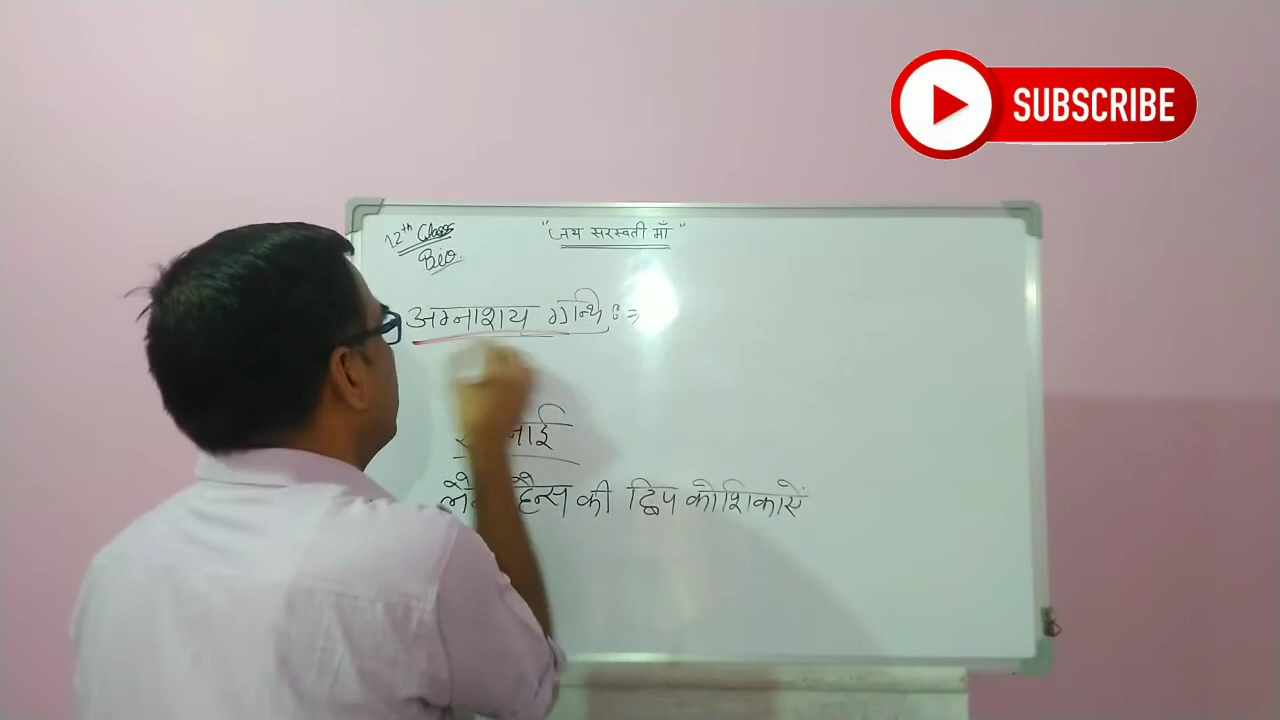 SUBSCRIBE
12th Class
"जय सरस्वती माँ"
Bio.
अग्नाशय ग्रन्थि :⇒
की द्विप कोशिकाऐं